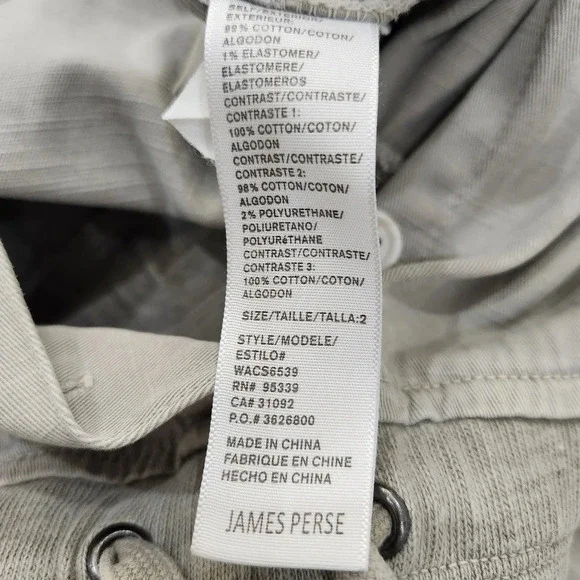 SELF/EXTERIOR/
EXTERIEUR:
99% COTTON/COTON/
ALGODON
1% ELASTOMER/
ELASTOMERE/
ELASTOMEROS
CONTRAST/CONTRASTE/
CONTRASTE 1:
100% COTTON/COTON/
ALGODON
CONTRAST/CONTRASTE/
CONTRASTE 2:
98% COTTON/COTON/
ALGODON
2% POLYURETHANE/
POLIURETANO/
POLYURéTHANE
CONTRAST/CONTRASTE/
CONTRASTE 3:
100% COTTON/COTON/
ALGODON
SIZE/TAILLE/TALLA:2
STYLE/MODELE/
ESTILO#
WACS6539
RN# 95339
CA# 31092
P.O.# 3626800
MADE IN CHINA
FABRIQUE EN CHINE
HECHO EN CHINA
JAMES PERSE